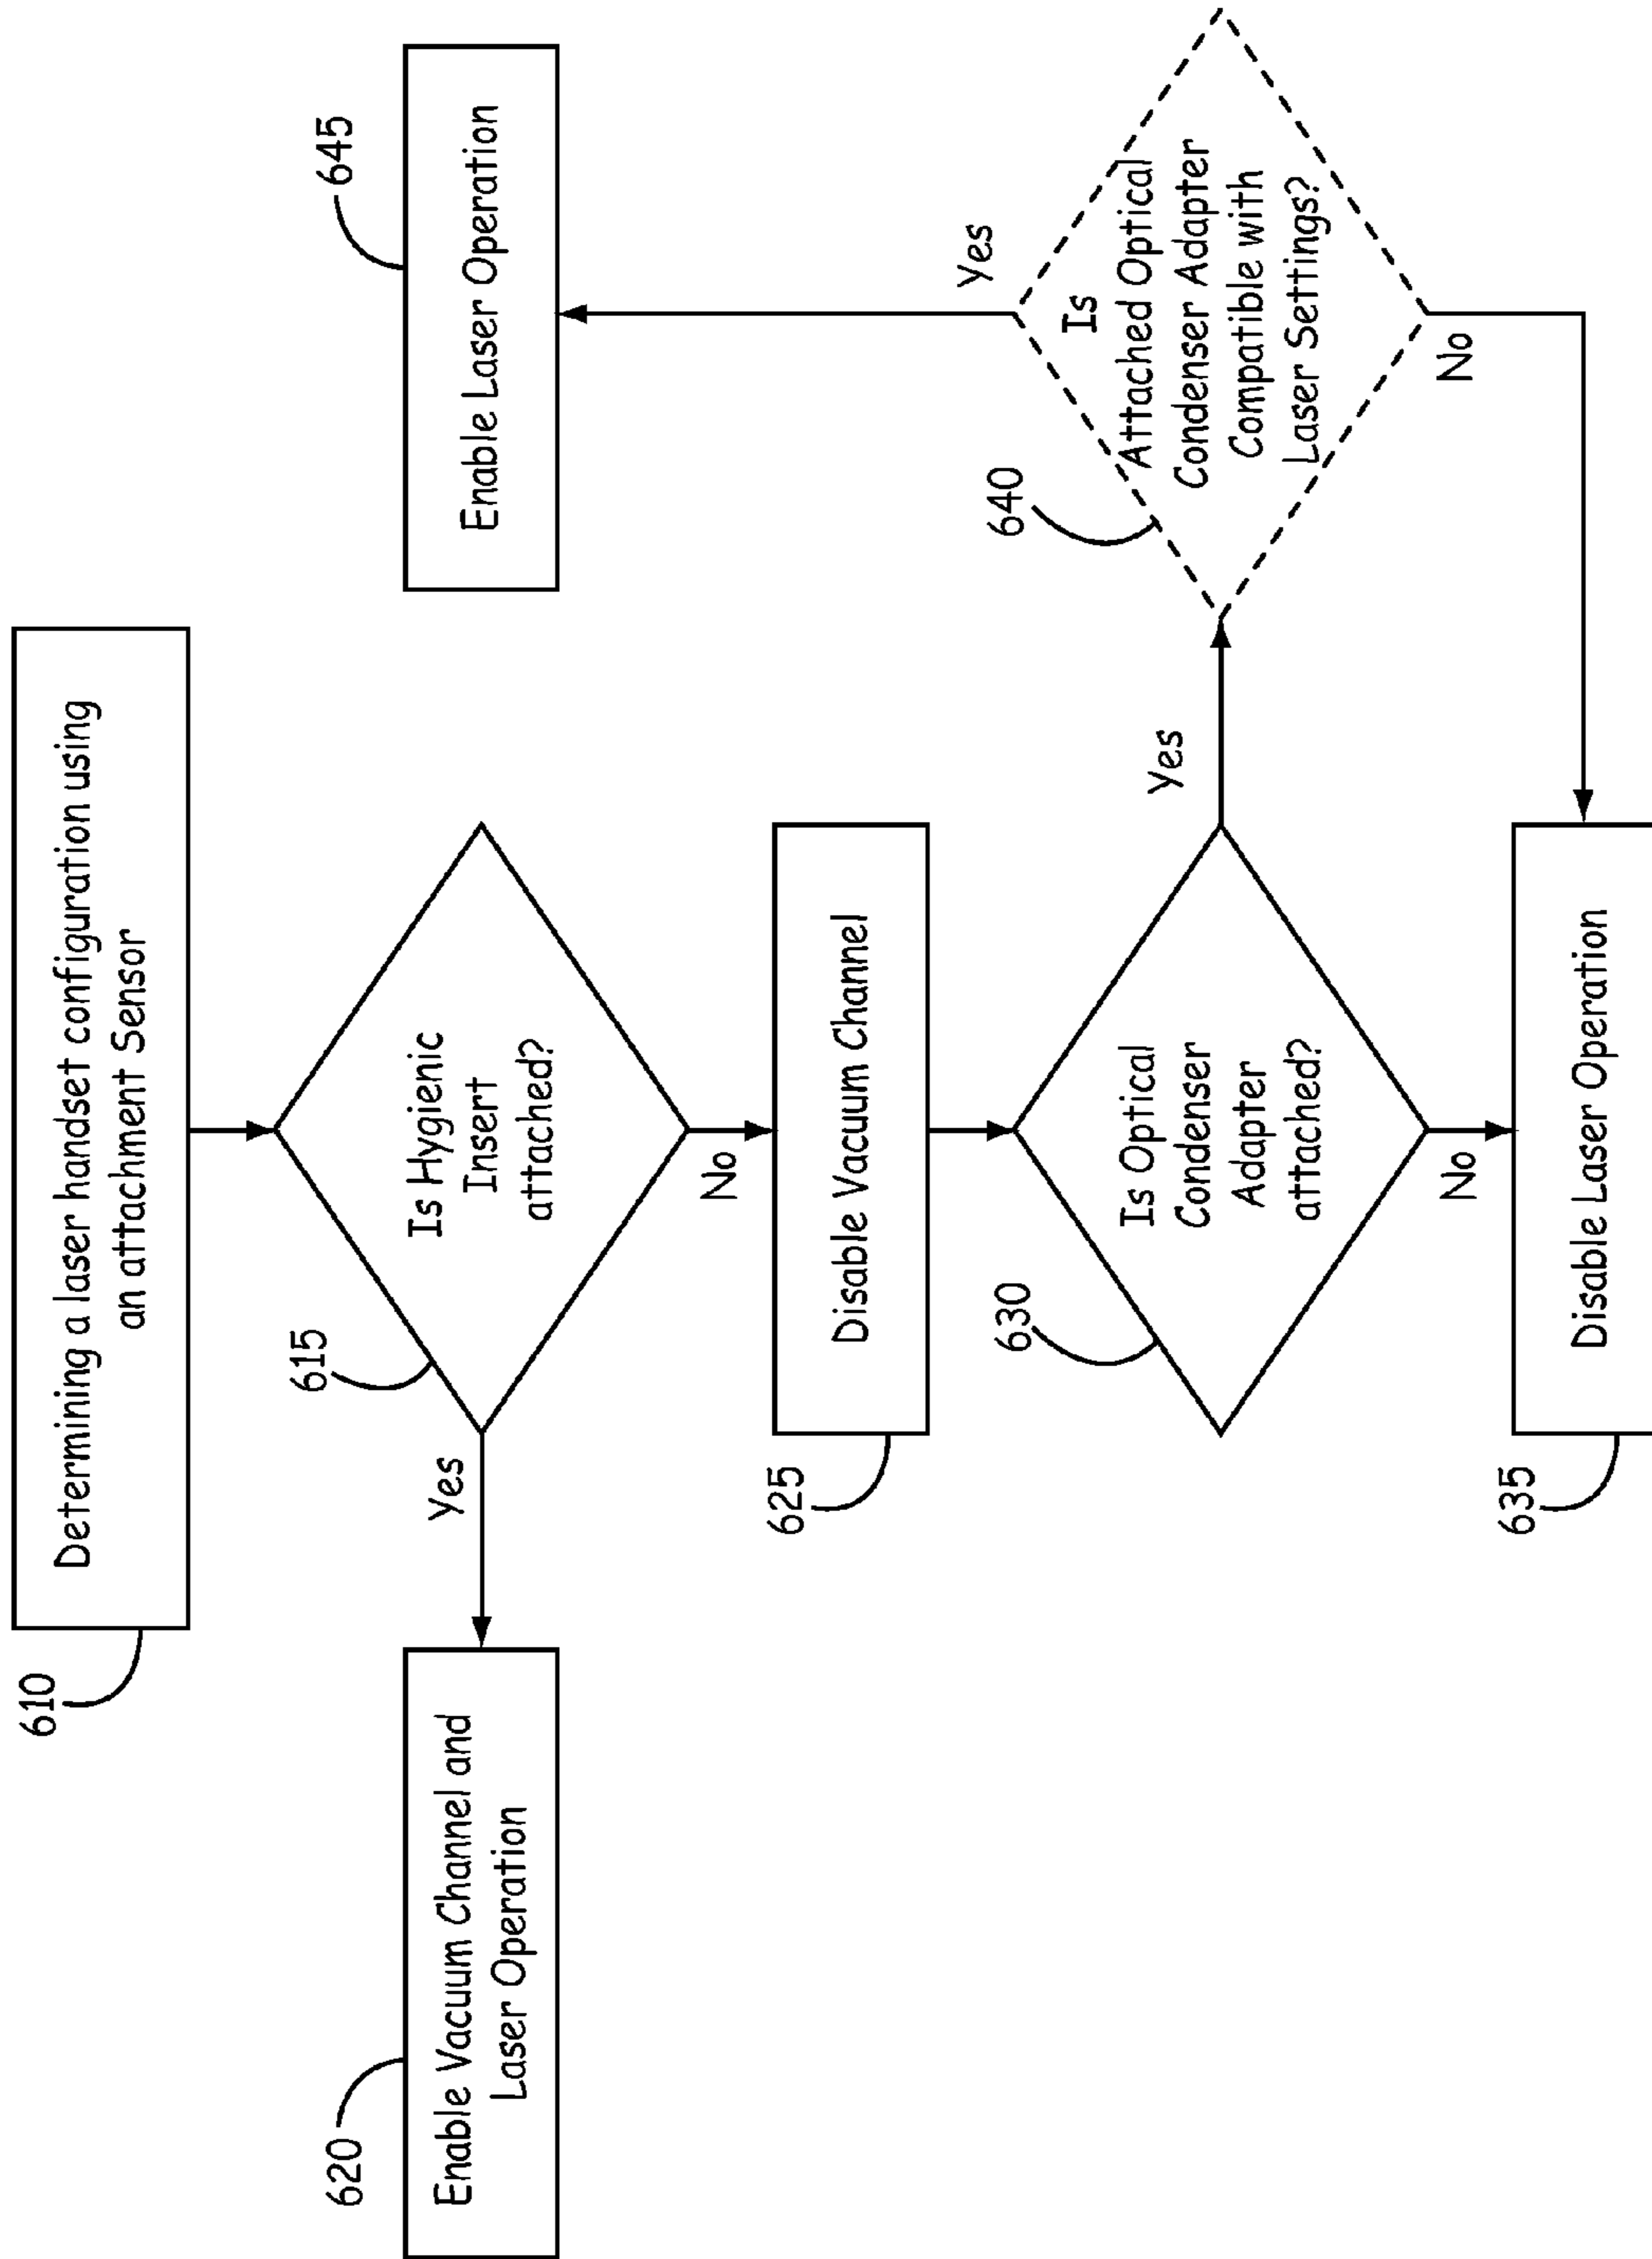 610
Determining a laser handset configuration using
an attachment Sensor
615
Is Hygienic
Insert
attached?
Yes
No
620
Enable Vacuum Channel and
Laser Operation
625
Disable Vacuum Channel
630
Is Optical
Condenser
Adapter
attached?
Yes
No
635
Disable Laser Operation
640
Is
Attached Optical
Condenser Adapter
Compatible with
Laser Settings?
Yes
No
645
Enable Laser Operation